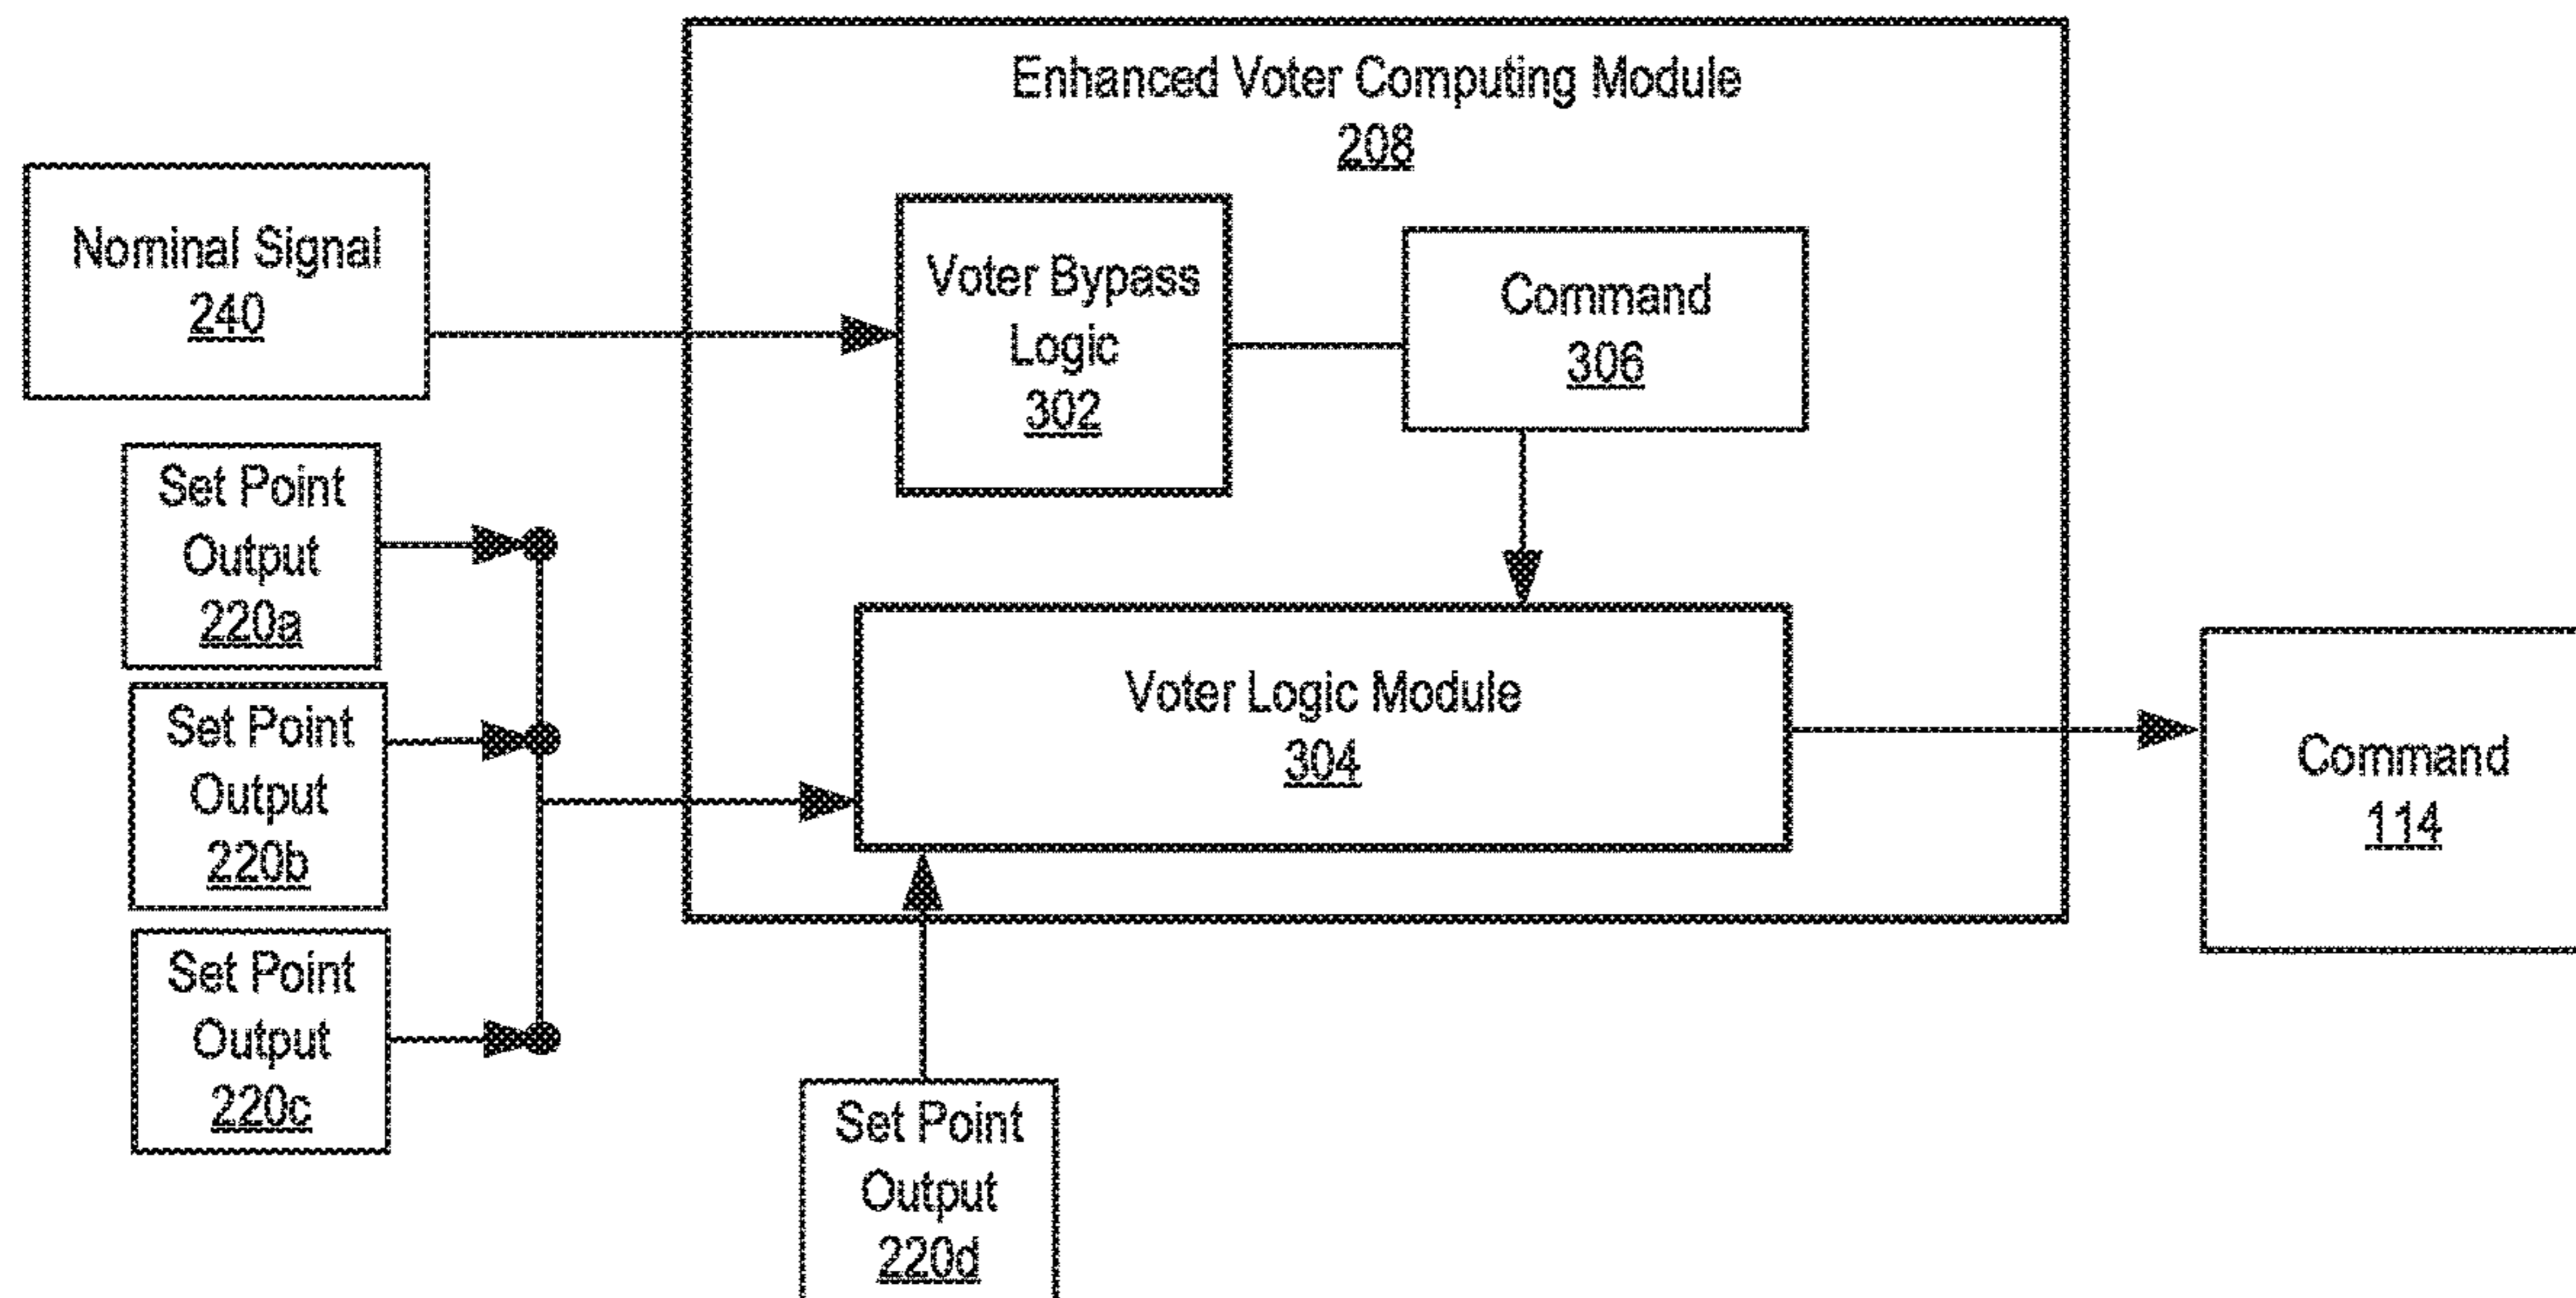 Enhanced Voter Computing Module
208
Nominal Signal
240
Voter Bypass
Logic
302
Command
306
Set Point
Output
220a
Set Point
Output
220b
Set Point
Output
220c
Voter Logic Module
304
Command
114
Set Point
Output
220d